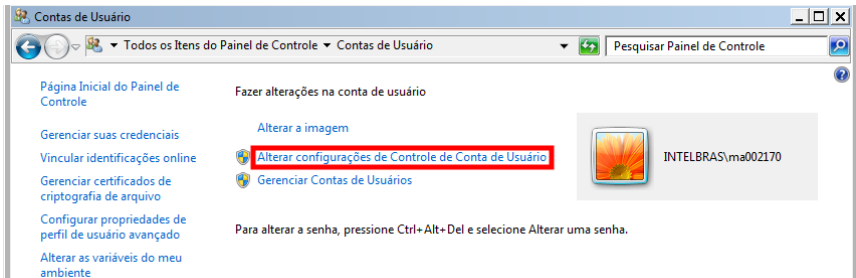 Contas de Usuário
Todos os Itens do Painel de Controle
Contas de Usuário
Pesquisar Painel de Controle
Página Inicial do Painel de
Controle
Gerenciar suas credenciais
Vincular identificações online
Gerenciar certificados de
criptografia de arquivo
Configurar propriedades de
perfil de usuário avançado
Alterar as variáveis do meu
ambiente
Fazer alterações na conta de usuário
Alterar a imagem
Alterar configurações de Controle de Conta de Usuário
Gerenciar Contas de Usuários
INTELBRAS\ma002170
Para alterar a senha, pressione Ctrl+Alt+Del e selecione Alterar uma senha.